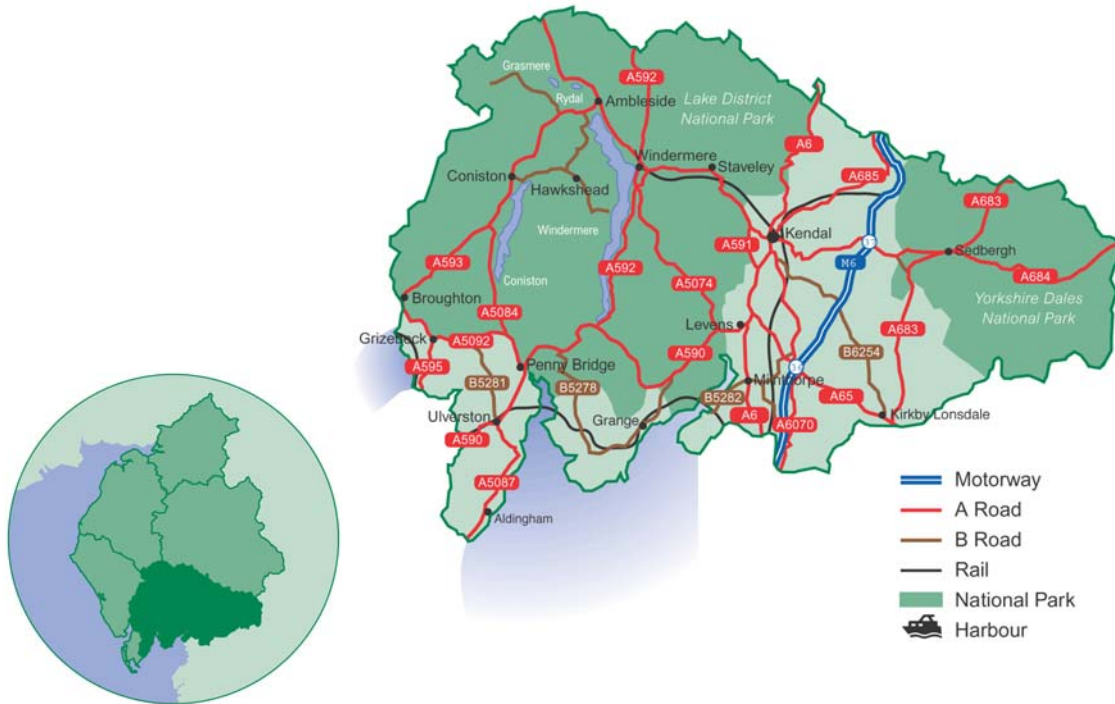 Grasmere
A592
Rydal
Ambleside
Lake District
National Park
A6
Windermere
Staveley
A685
Coniston
Hawkshead
A683
Windermere
A591
Kendal
37
Sedbergh
A593
A592
M6
A684
Coniston
A5074
Broughton
Yorkshire Dales
National Park
A5084
Levens
A683
Grizebeck
A5092
A590
B6254
A595
Penny Bridge
36
B5281
B5278
Milnthorpe
B5282
A65
Ulverston
Grange
A6
A6070
Kirkby Lonsdale
A590
A5087
Aldingham
Motorway
A Road
B Road
Rail
National Park
Harbour